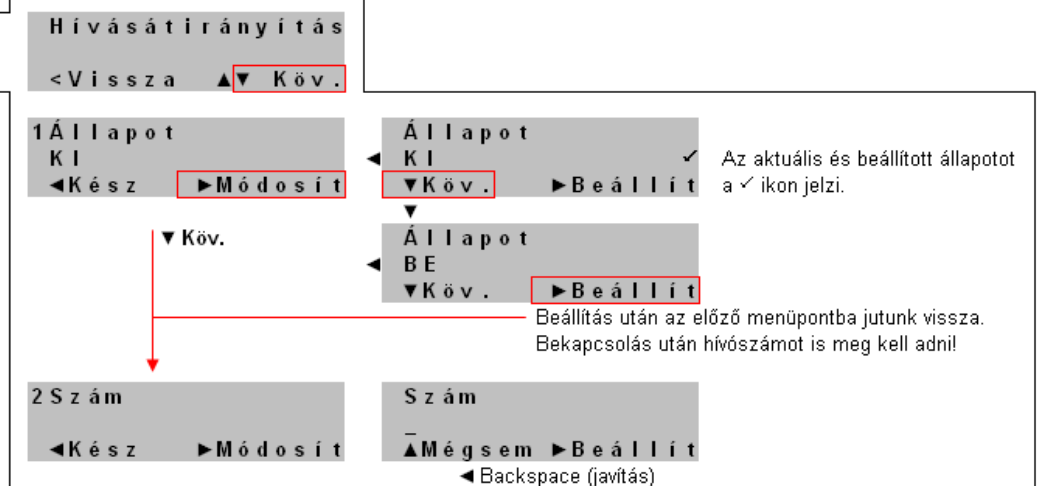 Hívásátirányítás
<Vissza ▲▼ Köv.
1Állapot
KI
◄Kész ►Módosít
Állapot
◄ KI ✓
▼Köv. ►Beállít
Az aktuális és beállított állapotot
a ✓ ikon jelzi.
▼
▼ Köv.
Állapot
◄ BE
▼Köv. ►Beállít
Beállítás után az előző menüpontba jutunk vissza.
Bekapcsolás után hívószámot is meg kell adni!
2Szám
◄Kész ►Módosít
Szám
_
▲Mégsem ►Beállít
◄ Backspace (javítás)